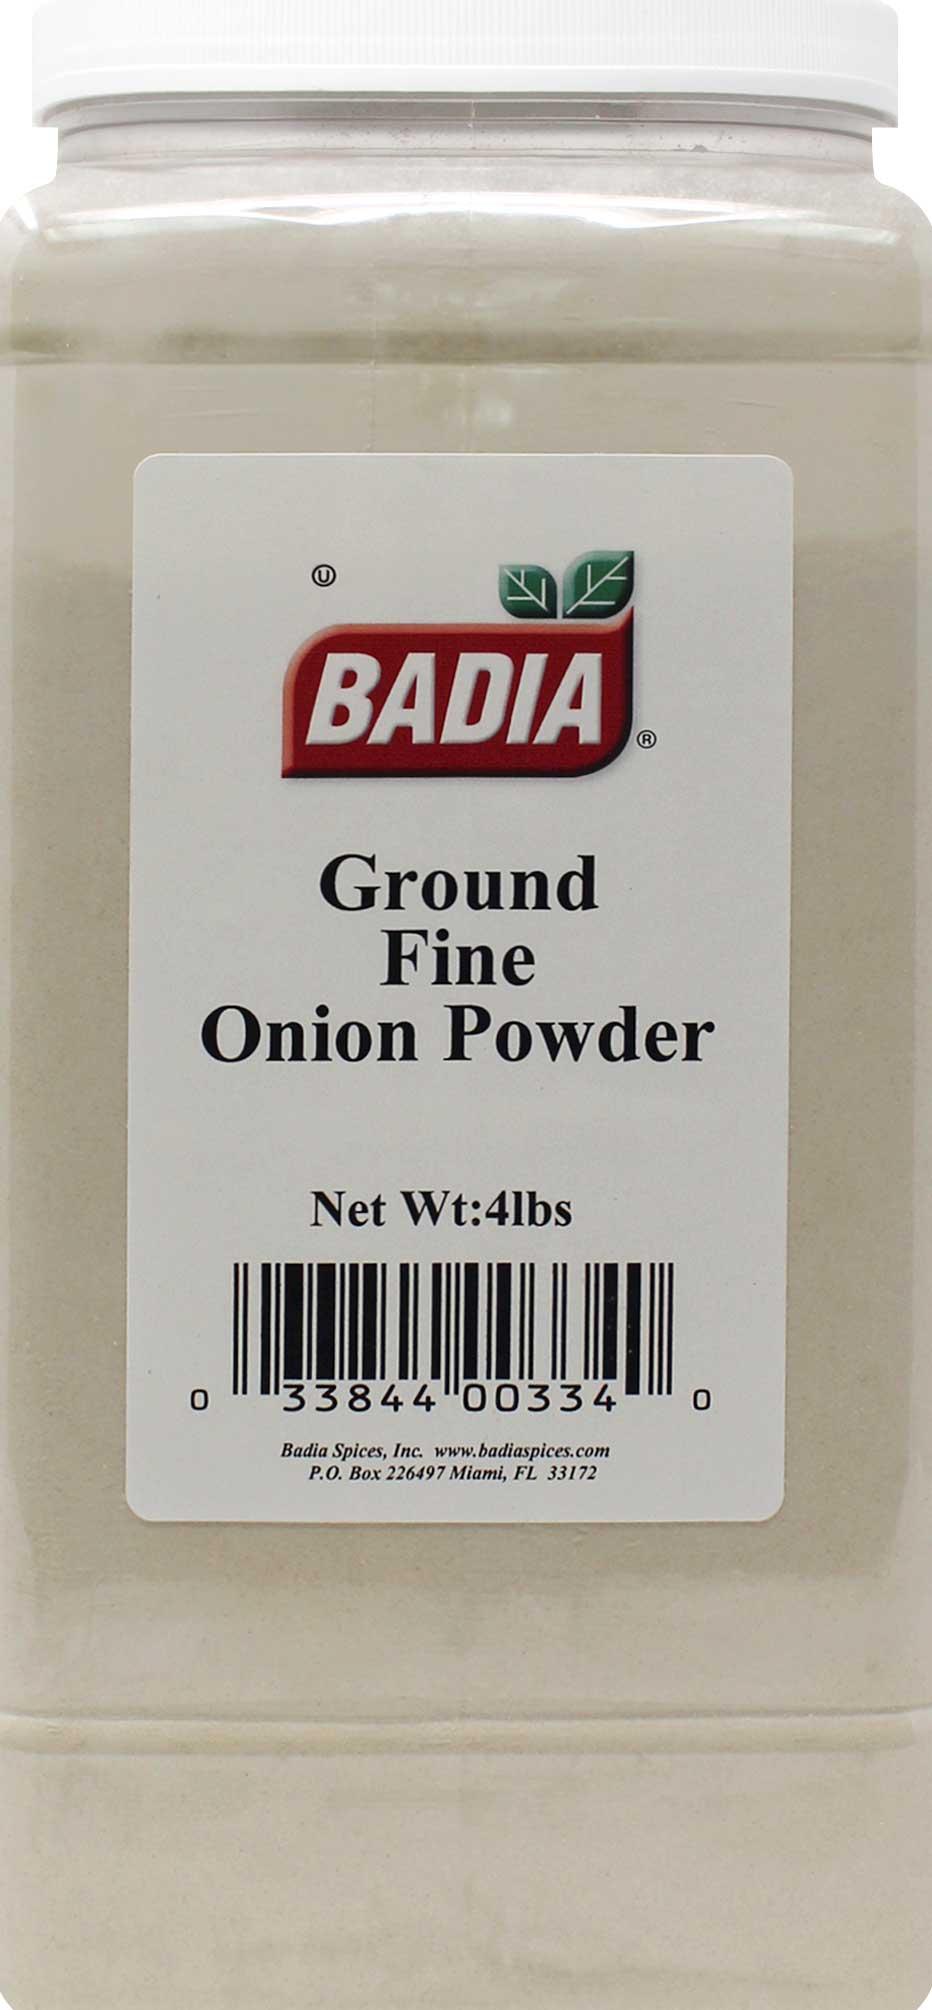 Ⓤ
BADIA®
Ground
Fine
Onion Powder
Net Wt:4lbs
0 33844 00334 0
Badia Spices, Inc. www.badiaspices.com
P.O. Box 226497 Miami, FL 33172